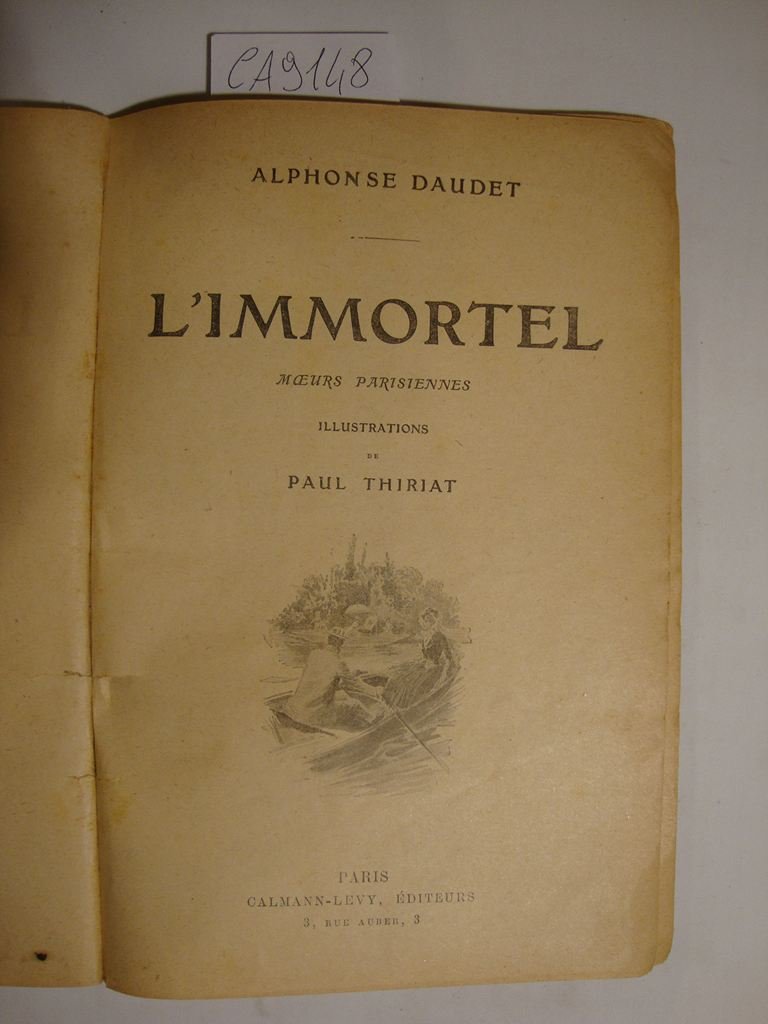 CA9148
ALPHONSE DAUDET
L'IMMORTEL
MŒURS PARISIENNES
ILLUSTRATIONS
DE
PAUL THIRIAT
PARIS
CALMANN-LEVY, ÉDITEURS
3, RUE AUBER, 3